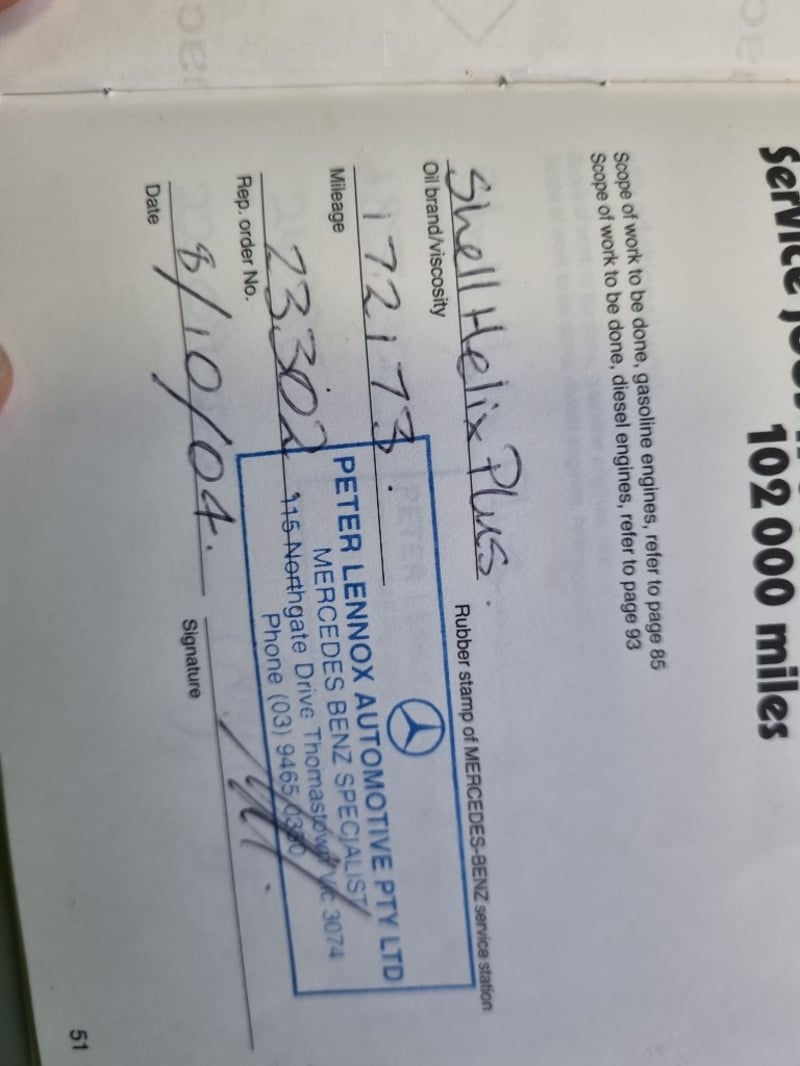 102 000 miles
Scope of work to be done, gasoline engines, refer to page 85
Scope of work to be done, diesel engines, refer to page 93
Shell Helix Plus.
Oil brand/viscosity
Rubber stamp of MERCEDES-BENZ service station
172173.
Mileage
PETER LENNOX AUTOMOTIVE PTY LTD
MERCEDES BENZ SPECIALIST
115 Northgate Drive Thomastown Vic 3074
Phone (03) 9465
23302
Rep. order No.
8/10/04.
Date
Signature
51